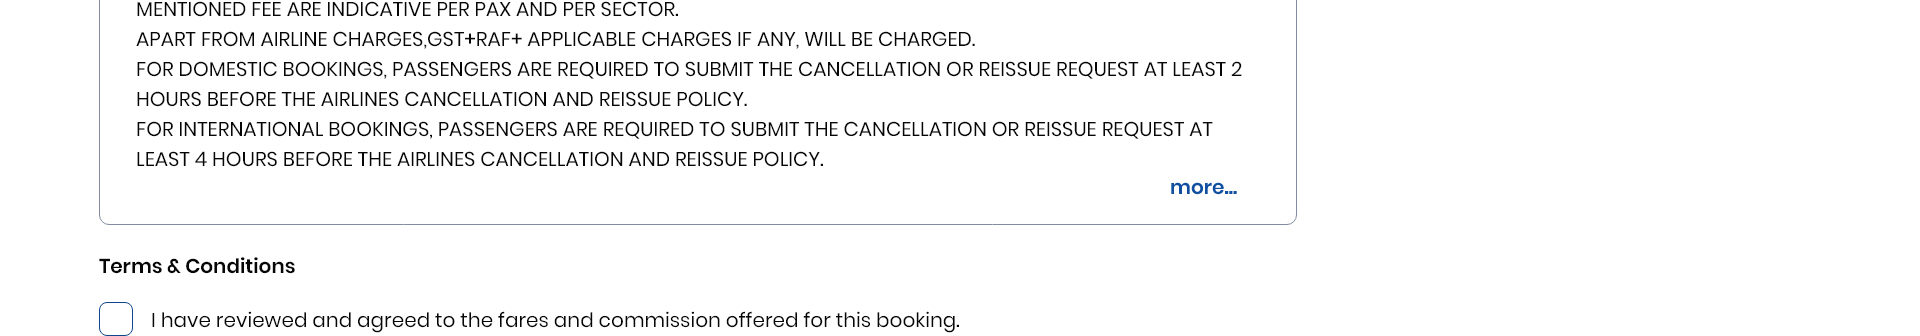 MENTIONED FEE ARE INDICATIVE PER PAX AND PER SECTOR.
APART FROM AIRLINE CHARGES,GST+RAF+ APPLICABLE CHARGES IF ANY, WILL BE CHARGED.
FOR DOMESTIC BOOKINGS, PASSENGERS ARE REQUIRED TO SUBMIT THE CANCELLATION OR REISSUE REQUEST AT LEAST 2
HOURS BEFORE THE AIRLINES CANCELLATION AND REISSUE POLICY.
FOR INTERNATIONAL BOOKINGS, PASSENGERS ARE REQUIRED TO SUBMIT THE CANCELLATION OR REISSUE REQUEST AT
LEAST 4 HOURS BEFORE THE AIRLINES CANCELLATION AND REISSUE POLICY.
more...
Terms & Conditions
I have reviewed and agreed to the fares and commission offered for this booking.